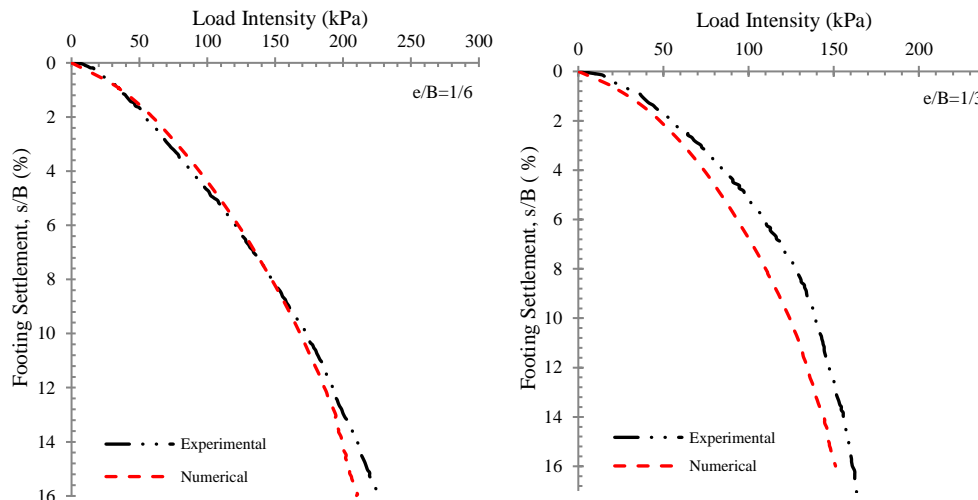 Load Intensity (kPa)
0 50 100 150 200 250 300
e/B=1/6
0
2
4
6
8
10
12
14
16
Footing Settlement, s/B (%)
Experimental
Numerical
Load Intensity (kPa)
0 50 100 150 200
e/B=1/3
0
2
4
6
8
10
12
14
16
Footing Settlement, s/B ( %)
Experimental
Numerical